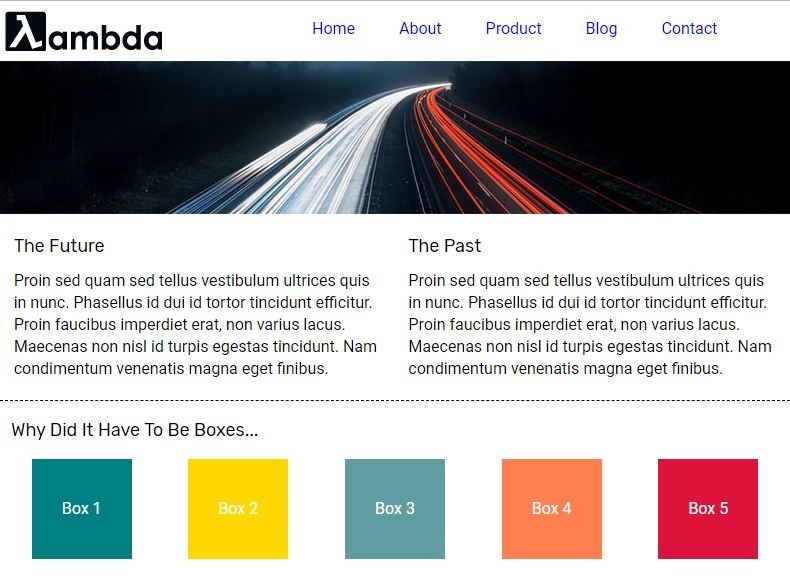 λambda
Home About Product Blog Contact
The Future
Proin sed quam sed tellus vestibulum ultrices quis
in nunc. Phasellus id dui id tortor tincidunt efficitur.
Proin faucibus imperdiet erat, non varius lacus.
Maecenas non nisl id turpis egestas tincidunt. Nam
condimentum venenatis magna eget finibus.
The Past
Proin sed quam sed tellus vestibulum ultrices quis
in nunc. Phasellus id dui id tortor tincidunt efficitur.
Proin faucibus imperdiet erat, non varius lacus.
Maecenas non nisl id turpis egestas tincidunt. Nam
condimentum venenatis magna eget finibus.
Why Did It Have To Be Boxes...
Box 1 Box 2 Box 3 Box 4 Box 5